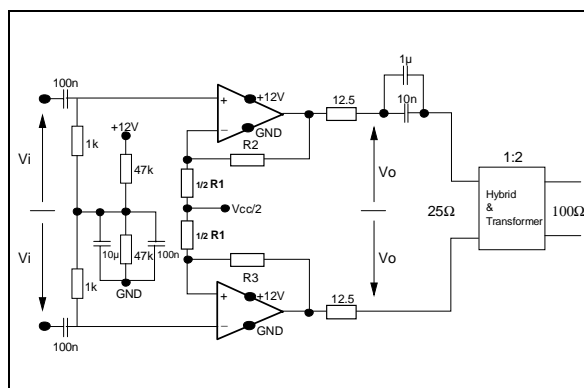 1µ
100n
+12V
+
−
GND
12.5
10n
+12V
R2
1k
47k
Vi
1/2 R1
Vo
1:2
Vcc/2
Hybrid
&
Transformer
25Ω
100Ω
1/2 R1
Vi
10µ
47k
100n
Vo
GND
R3
1k
+
−
+12V
GND
12.5
100n